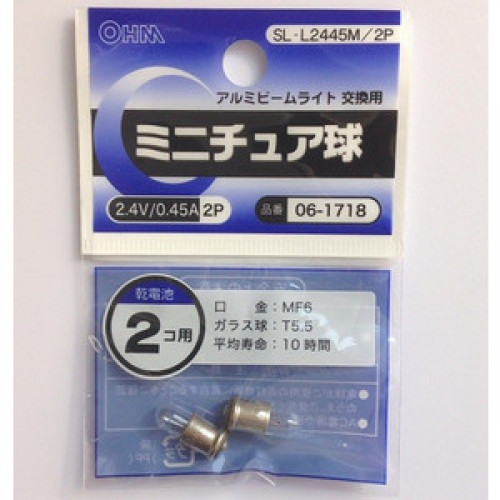 OHM
SL-L2445M/2P
アルミビームライト 交換用
ミニチュア球
2.4V/0.45A 2P
品番 06-1718
乾電池
2コ用
口金:MF6
ガラス球:T5.5
平均寿命:10時間